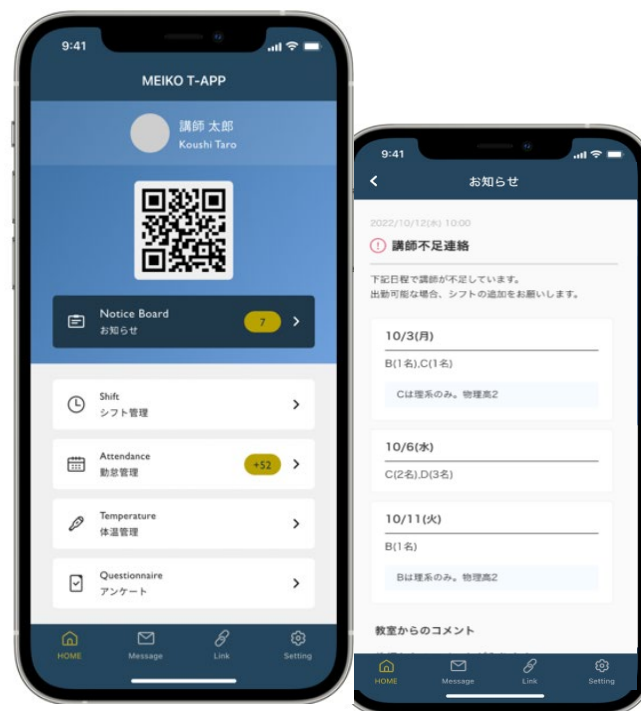 9:41
MEIKO T-APP
講師 太郎
Koushi Taro
Notice Board
お知らせ
7
Shift
シフト管理
Attendance
勤怠管理
+52
Temperature
体温管理
Questionnaire
アンケート
HOME
Message
Link
Setting
9:41
お知らせ
2022/10/12(水) 10:00
講師不足連絡
下記日程で講師が不足しています。
出勤可能な場合、シフトの追加をお願いします。
10/3(月)
B(1名),C(1名)
Cは理系のみ。物理高2
10/6(水)
C(2名),D(3名)
10/11(火)
B(1名)
Bは理系のみ。物理高2
教室からのコメント
HOME
Message
Link
Setting